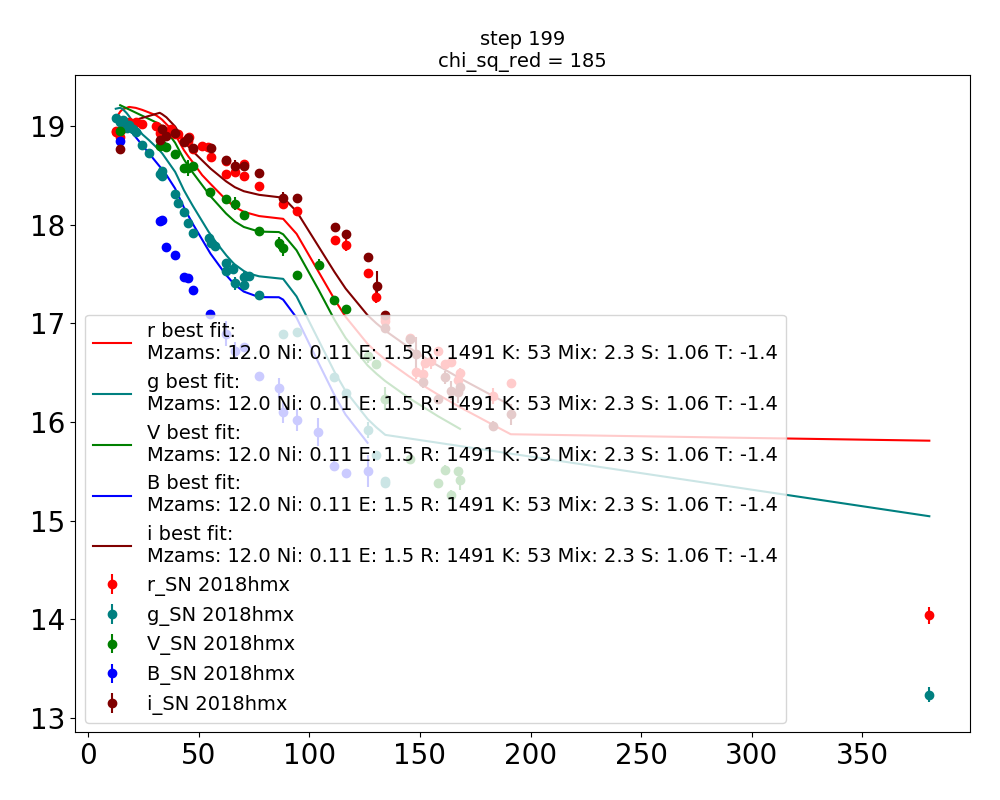 step 199
chi_sq_red = 185
19
18
17
16
15
14
13
r best fit:
Mzams: 12.0 Ni: 0.11 E: 1.5 R: 1491 K: 53 Mix: 2.3 S: 1.06 T: -1.4
g best fit:
Mzams: 12.0 Ni: 0.11 E: 1.5 R: 1491 K: 53 Mix: 2.3 S: 1.06 T: -1.4
V best fit:
Mzams: 12.0 Ni: 0.11 E: 1.5 R: 1491 K: 53 Mix: 2.3 S: 1.06 T: -1.4
B best fit:
Mzams: 12.0 Ni: 0.11 E: 1.5 R: 1491 K: 53 Mix: 2.3 S: 1.06 T: -1.4
i best fit:
Mzams: 12.0 Ni: 0.11 E: 1.5 R: 1491 K: 53 Mix: 2.3 S: 1.06 T: -1.4
r_SN 2018hmx
g_SN 2018hmx
V_SN 2018hmx
B_SN 2018hmx
i_SN 2018hmx
0 50 100 150 200 250 300 350